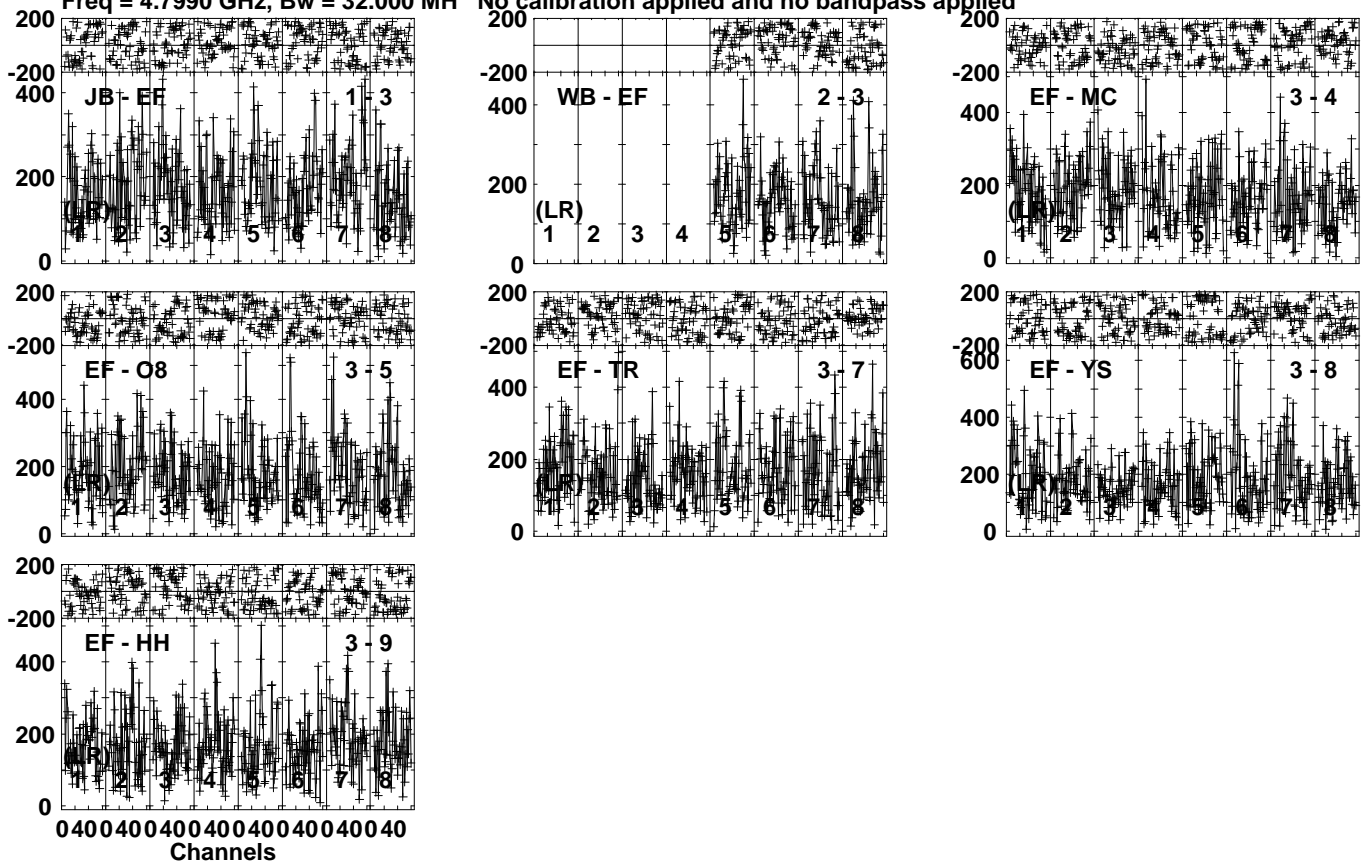 Freq = 4.7990 GHz, Bw = 32.000 MH No calibration applied and no bandpass applied
200
-200
400
200
0
JB - EF 1 - 3
(LR)
1 2 3 4 5 6 7 8
200
-200
400
200
0
WB - EF 2 - 3
(LR)
1 2 3 4 5 6 7 8
200
-200
400
200
0
EF - MC 3 - 4
(LR)
1 2 3 4 5 6 7 8
200
-200
400
200
0
EF - O8 3 - 5
(LR)
1 2 3 4 5 6 7 8
200
-200
400
200
0
EF - TR 3 - 7
(LR)
1 2 3 4 5 6 7 8
200
-200
600
400
200
0
EF - YS 3 - 8
(LR)
1 2 3 4 5 6 7 8
200
-200
400
200
0
EF - HH 3 - 9
(LR)
1 2 3 4 5 6 7 8
0 40 0 40 0 40 0 40 0 40 0 40 0 40 0 40
Channels